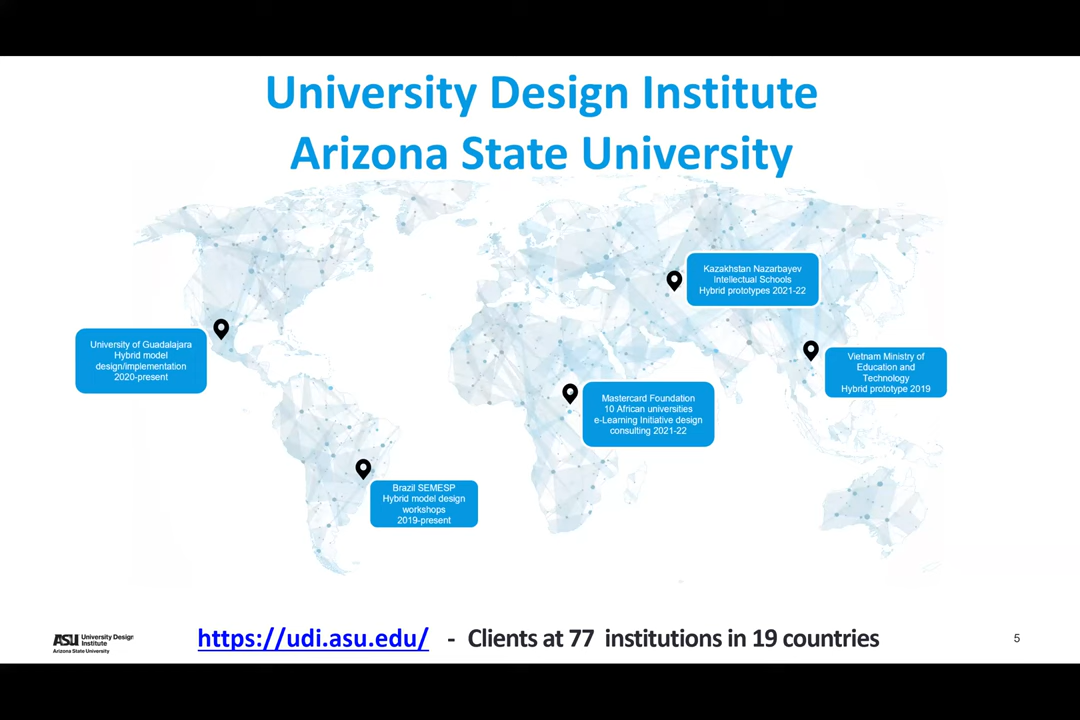 University Design Institute
Arizona State University
Kazakhstan Nazarbayev
Intellectual Schools
Hybrid prototypes 2021-22
University of Guadalajara
Hybrid model
design/implementation
2020-present
Vietnam Ministry of
Education and
Technology
Hybrid prototype 2019
Mastercard Foundation
10 African universities
e-Learning Initiative design
consulting 2021-22
Brazil SEMESP
Hybrid model design
workshops
2019-present
ASU University Design
Institute
Arizona State University
https://udi.asu.edu/ - Clients at 77 institutions in 19 countries
5